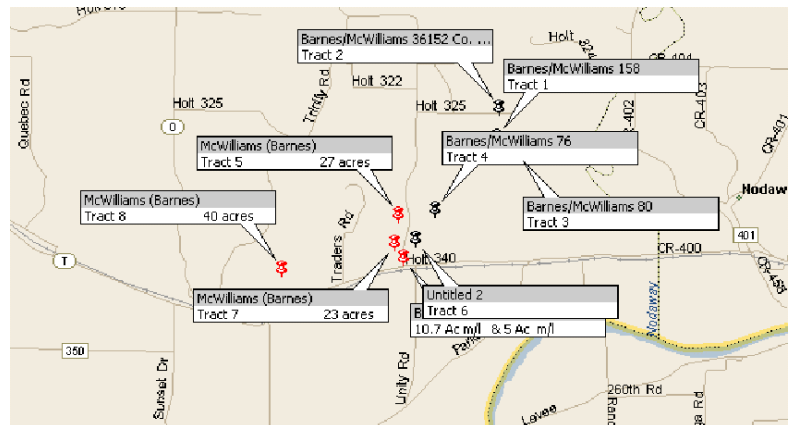 Barnes/McWilliams 36152 Co. ...
Tract 2
Holt
324
Quebec Rd
Trinity Rd
Holt 322
Barnes/McWilliams 158
Tract 1
Holt 325
Holt 325
CR-402
CR-403
CR-401
O
McWilliams (Barnes)
Tract 5 27 acres
Barnes/McWilliams 76
Tract 4
McWilliams (Barnes)
Tract 8 40 acres
Barnes/McWilliams 80
Tract 3
Nodaw
Traders Rd
401
CR-400
T
Holt 340
CR-458
McWilliams (Barnes)
Tract 7 23 acres
Untitled 2
Tract 6
10.7 Ac m/l & 5 Ac m/l
Nodaway
350
Sunset Dr
Unity Rd
260th Rd
Levee